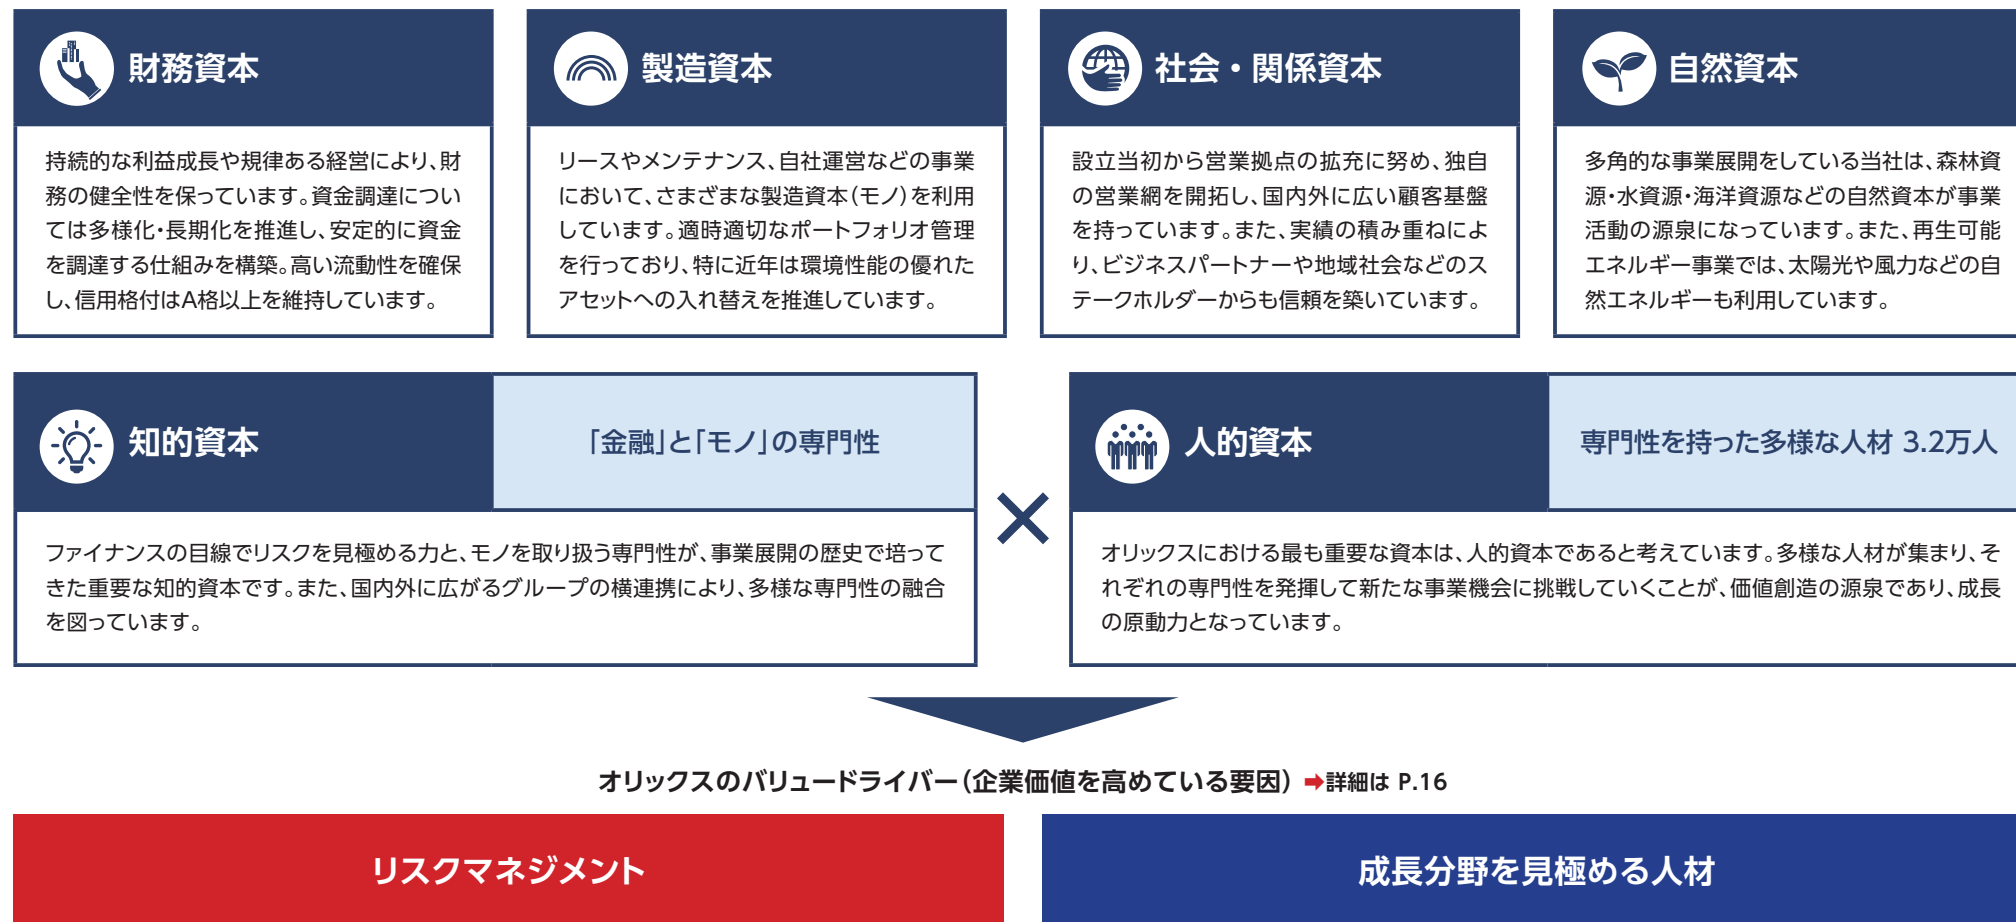 財務資本
持続的な利益成長や規律ある経営により、財
務の健全性を保っています。資金調達につい
ては多様化・長期化を推進し、安定的に資金
を調達する仕組みを構築。高い流動性を確保
し、信用格付はA格以上を維持しています。
製造資本
リースやメンテナンス、自社運営などの事業
において、さまざまな製造資本（モノ）を利用
しています。適時適切なポートフォリオ管理
を行っており、特に近年は環境性能の優れた
アセットへの入れ替えを推進しています。
社会・関係資本
設立当初から営業拠点の拡充に努め、独自
の営業網を開拓し、国内外に広い顧客基盤
を持っています。また、実績の積み重ねによ
り、ビジネスパートナーや地域社会などのス
テークホルダーからも信頼を築いています。
自然資本
多角的な事業展開をしている当社は、森林資
源・水資源・海洋資源などの自然資本が事業
活動の源泉になっています。また、再生可能
エネルギー事業では、太陽光や風力などの自
然エネルギーも利用しています。
知的資本
「金融」と「モノ」の専門性
ファイナンスの目線でリスクを見極める力と、モノを取り扱う専門性が、事業展開の歴史で培って
きた重要な知的資本です。また、国内外に広がるグループの横連携により、多様な専門性の融合
を図っています。
×
人的資本
専門性を持った多様な人材 3.2万人
オリックスにおける最も重要な資本は、人的資本であると考えています。多様な人材が集まり、そ
れぞれの専門性を発揮して新たな事業機会に挑戦していくことが、価値創造の源泉であり、成長
の原動力となっています。
オリックスのバリュードライバー（企業価値を高めている要因）➡詳細は P.16
リスクマネジメント
成長分野を見極める人材